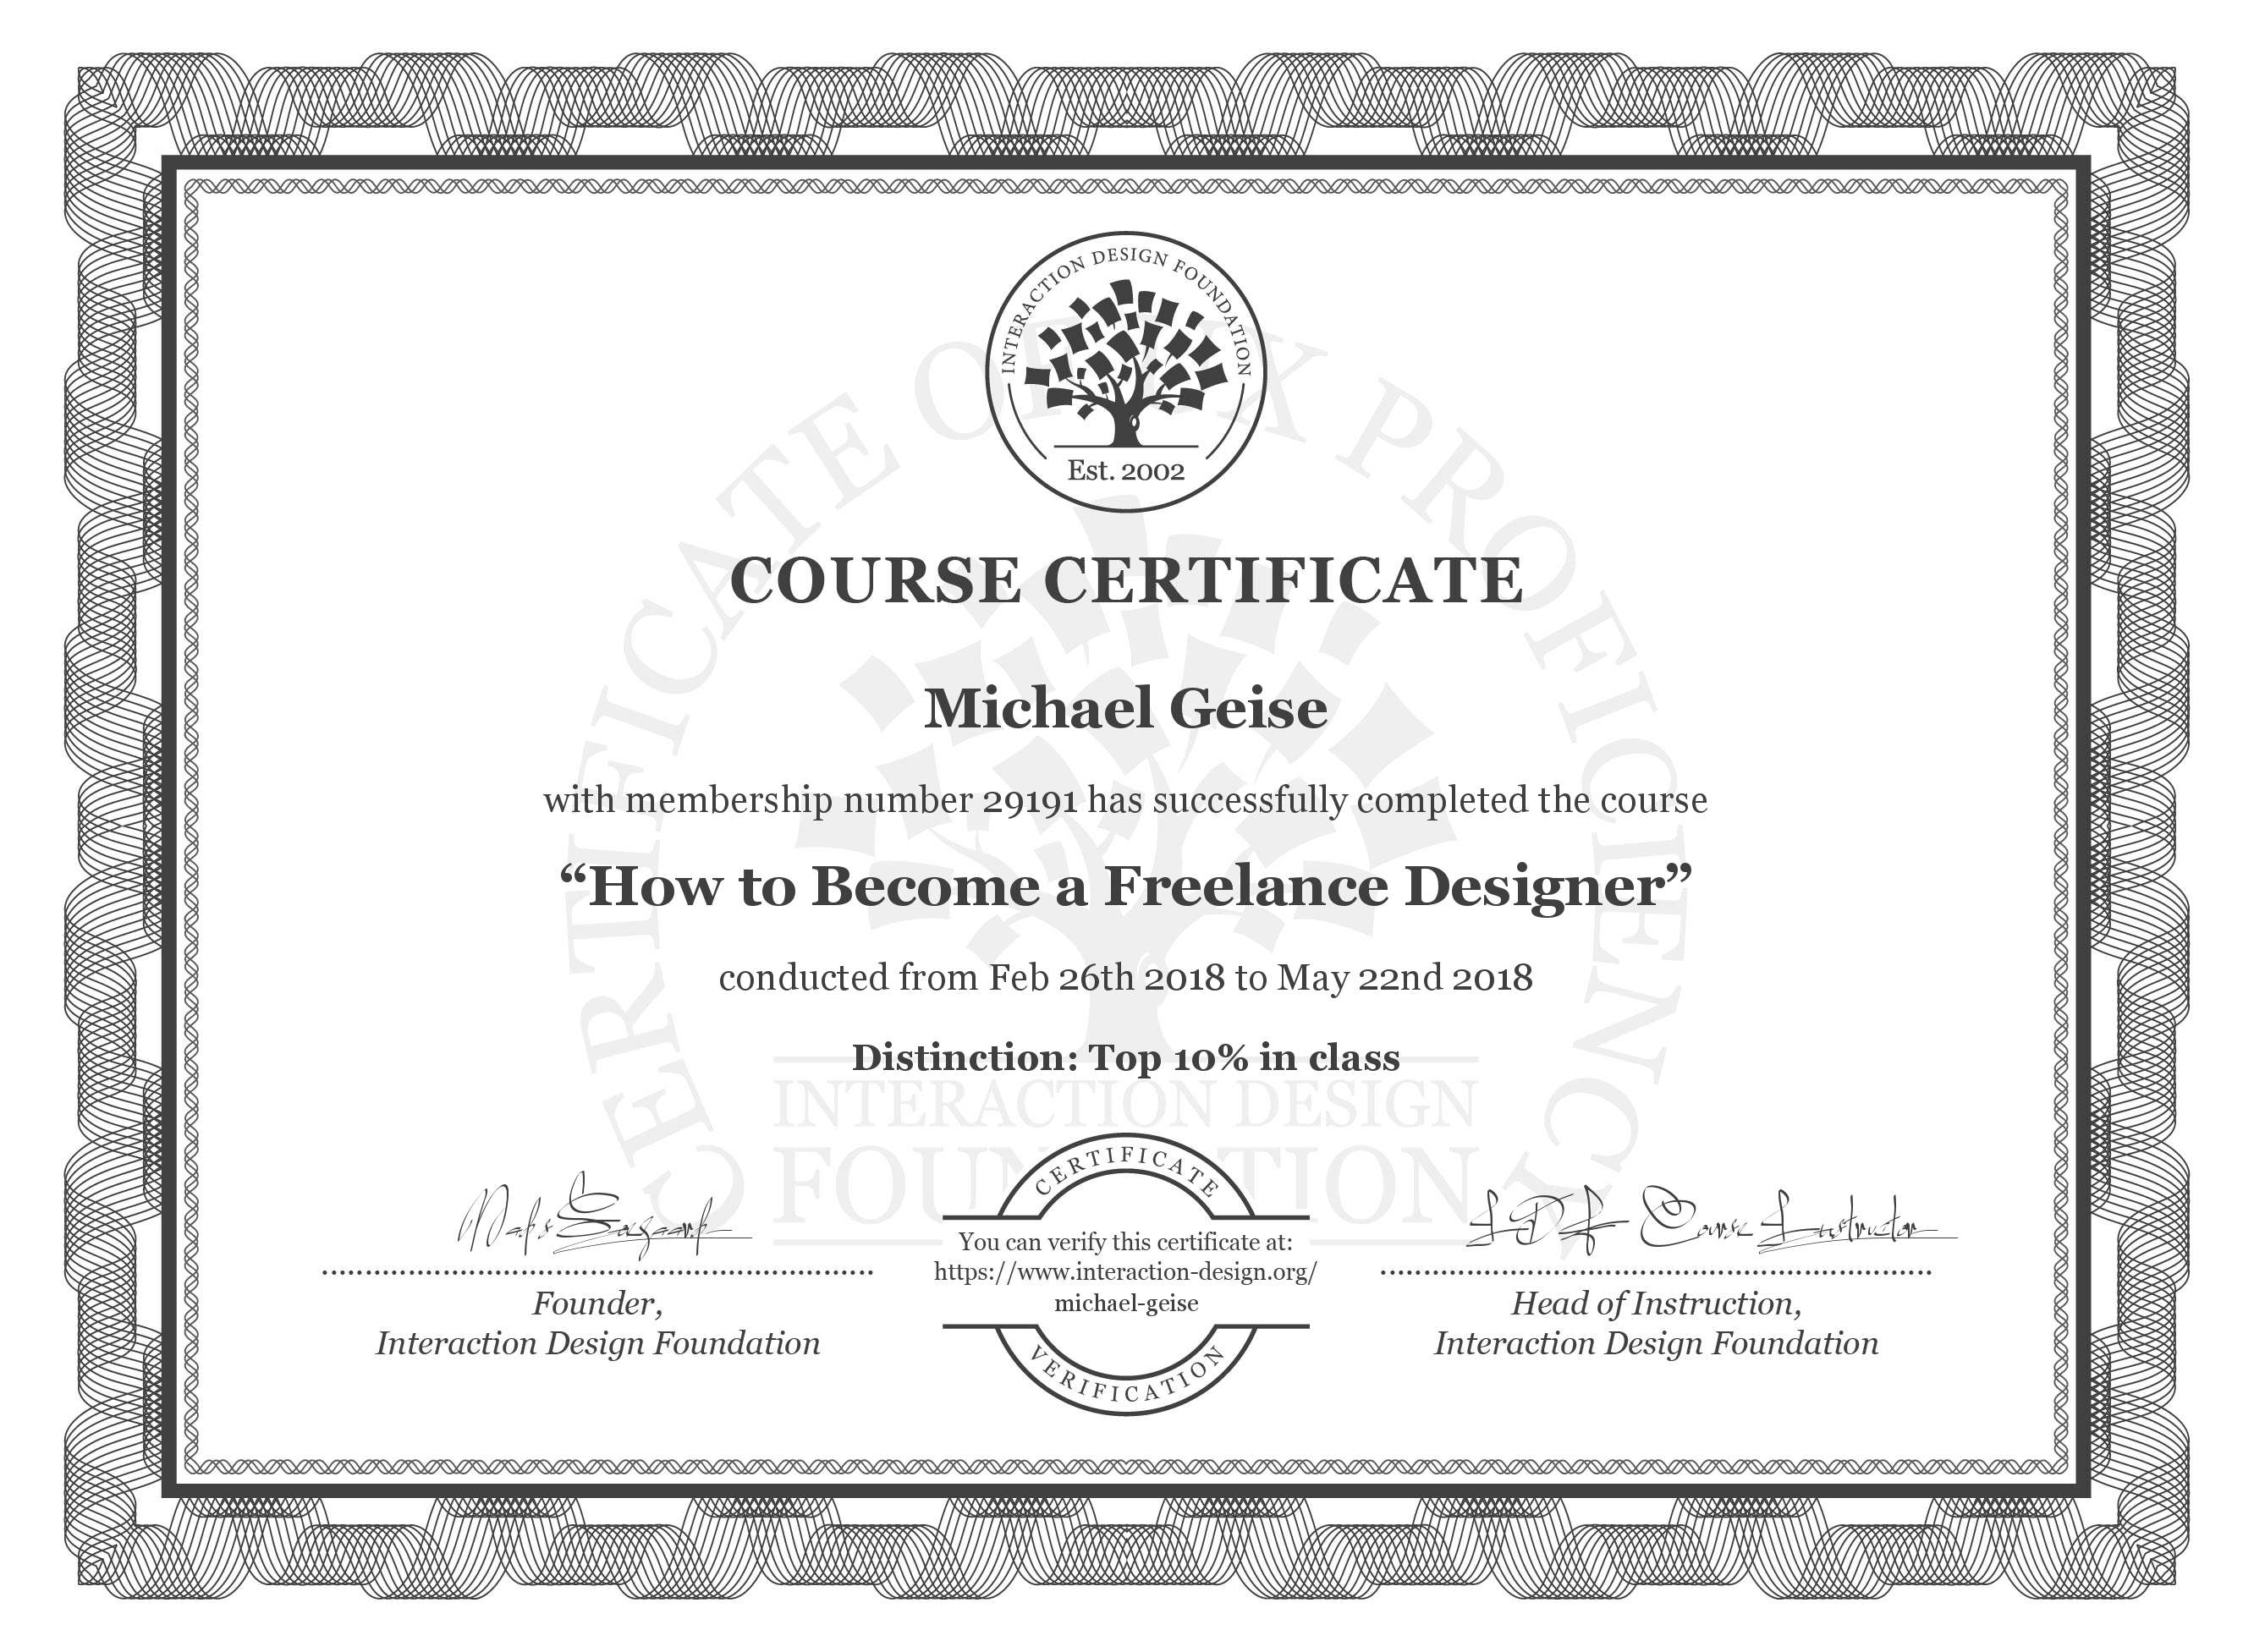 INTERACTION DESIGN FOUNDATION
Est. 2002
CERTIFICATE OF UX PROFICIENCY
COURSE CERTIFICATE
Michael Geise
with membership number 29191 has successfully completed the course
“How to Become a Freelance Designer”
conducted from Feb 26th 2018 to May 22nd 2018
Distinction: Top 10% in class
INTERACTION DESIGN
FOUNDATION
CERTIFICATE
You can verify this certificate at:
https://www.interaction-design.org/
michael-geise
VERIFICATION
Founder,
Interaction Design Foundation
IDF Course Instructor
Head of Instruction,
Interaction Design Foundation